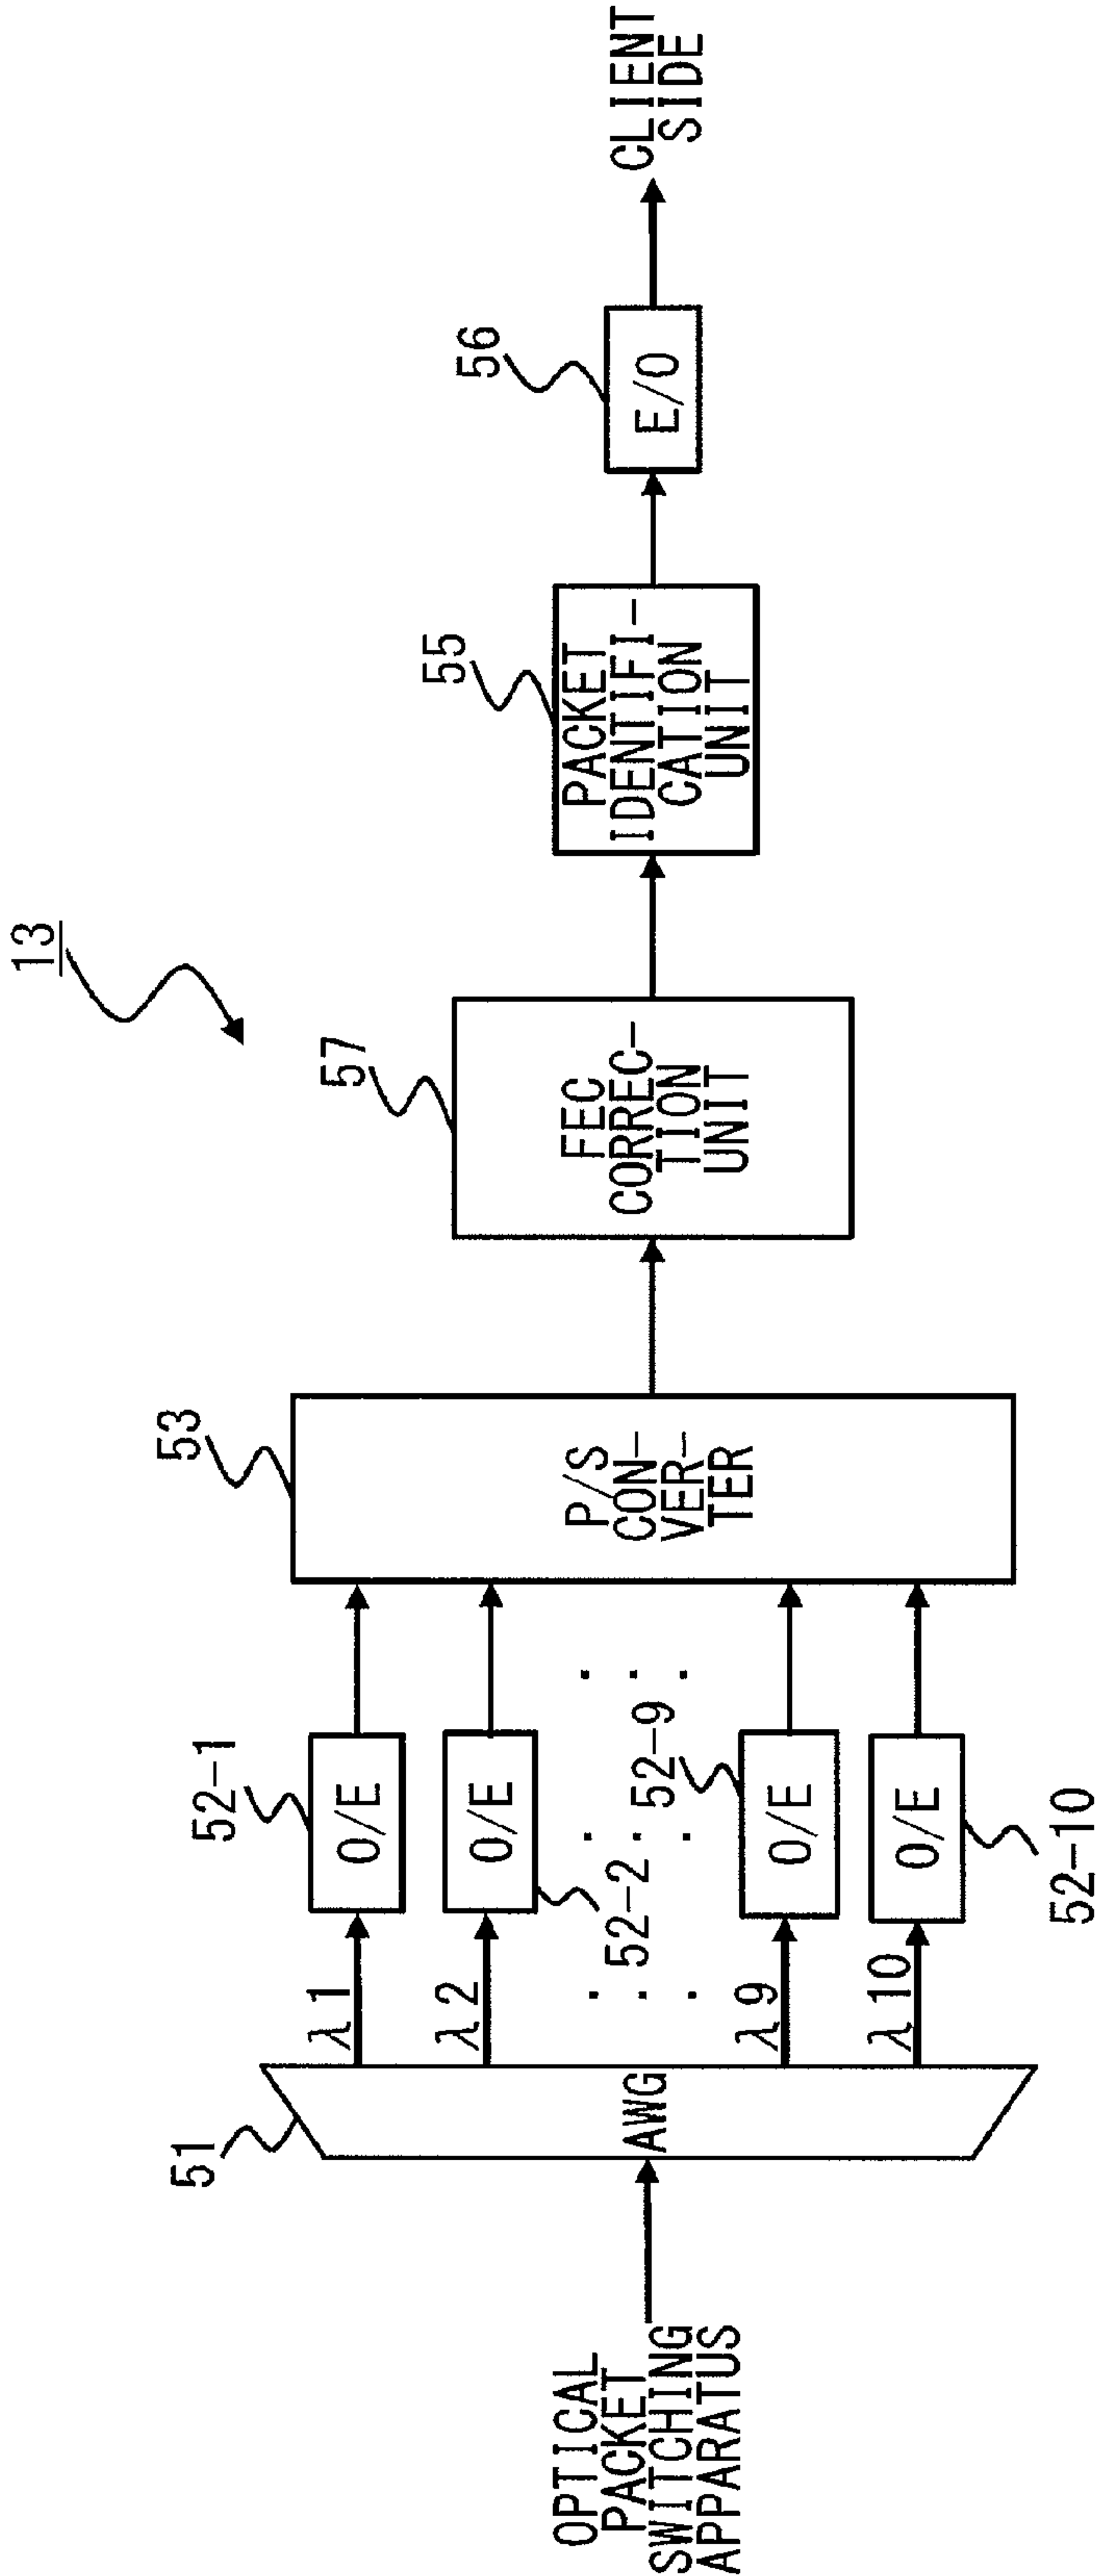 13
OPTICAL
PACKET
SWITCHING
APPARATUS
51
AWG
λ1
λ2
λ9
λ10
52-1
O/E
O/E
52-2
52-9
O/E
O/E
52-10
53
P/S
CON-
VER-
TER
57
FEC
CORREC-
TION
UNIT
55
PACKET
IDENTIFI-
CATION
UNIT
56
E/O
CLIENT
SIDE